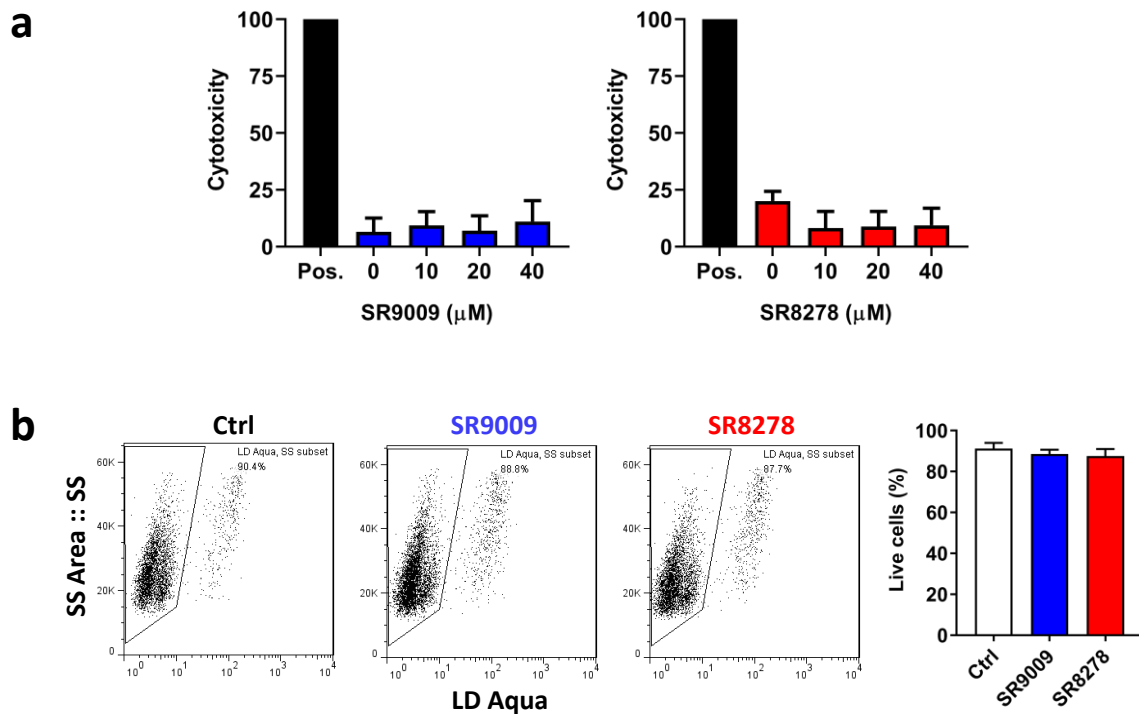 a
Cytotoxicity
100
75
50
25
0
Pos. 0 10 20 40
SR9009 (μM)
Cytotoxicity
100
75
50
25
0
Pos. 0 10 20 40
SR8278 (μM)
b
Ctrl
SS Area :: SS
60K
40K
20K
0
LD Aqua, SS subset
90.4%
10^0 10^1 10^2 10^3 10^4
SR9009
60K
40K
20K
0
LD Aqua, SS subset
88.8%
10^0 10^1 10^2 10^3 10^4
SR8278
60K
40K
20K
0
LD Aqua, SS subset
87.7%
10^0 10^1 10^2 10^3 10^4
LD Aqua
Live cells (%)
100
80
60
40
20
0
Ctrl
SR9009
SR8278